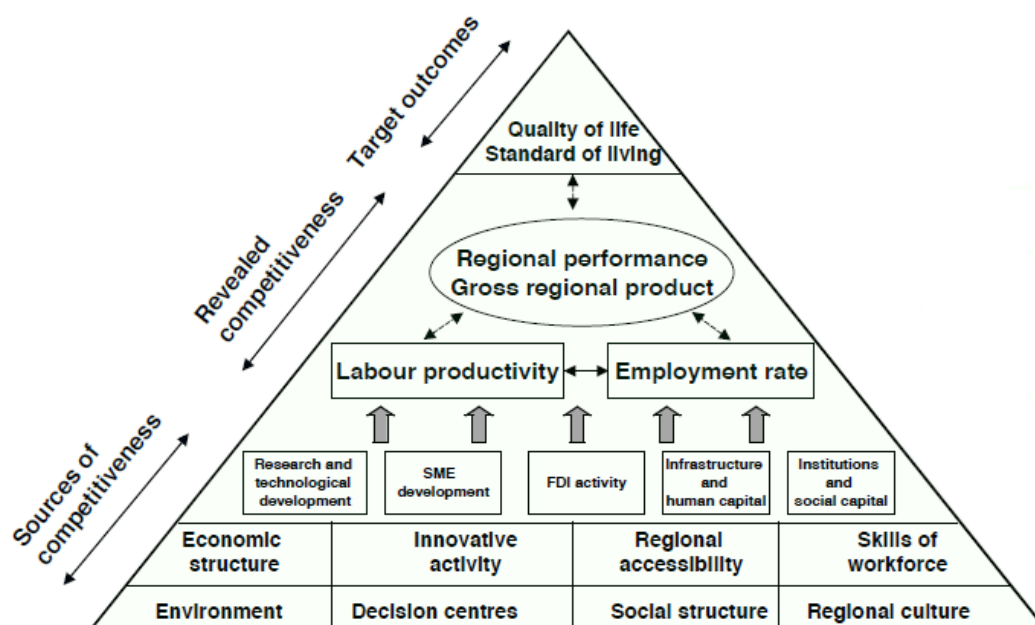 Target outcomes
Quality of life
Standard of living
Revealed
competitiveness
Regional performance
Gross regional product
Labour productivity
Employment rate
Sources of
competitiveness
Research and
technological
development
SME
development
FDI activity
Infrastructure
and
human capital
Institutions
and
social capital
Economic
structure
Innovative
activity
Regional
accessibility
Skills of
workforce
Environment
Decision centres
Social structure
Regional culture